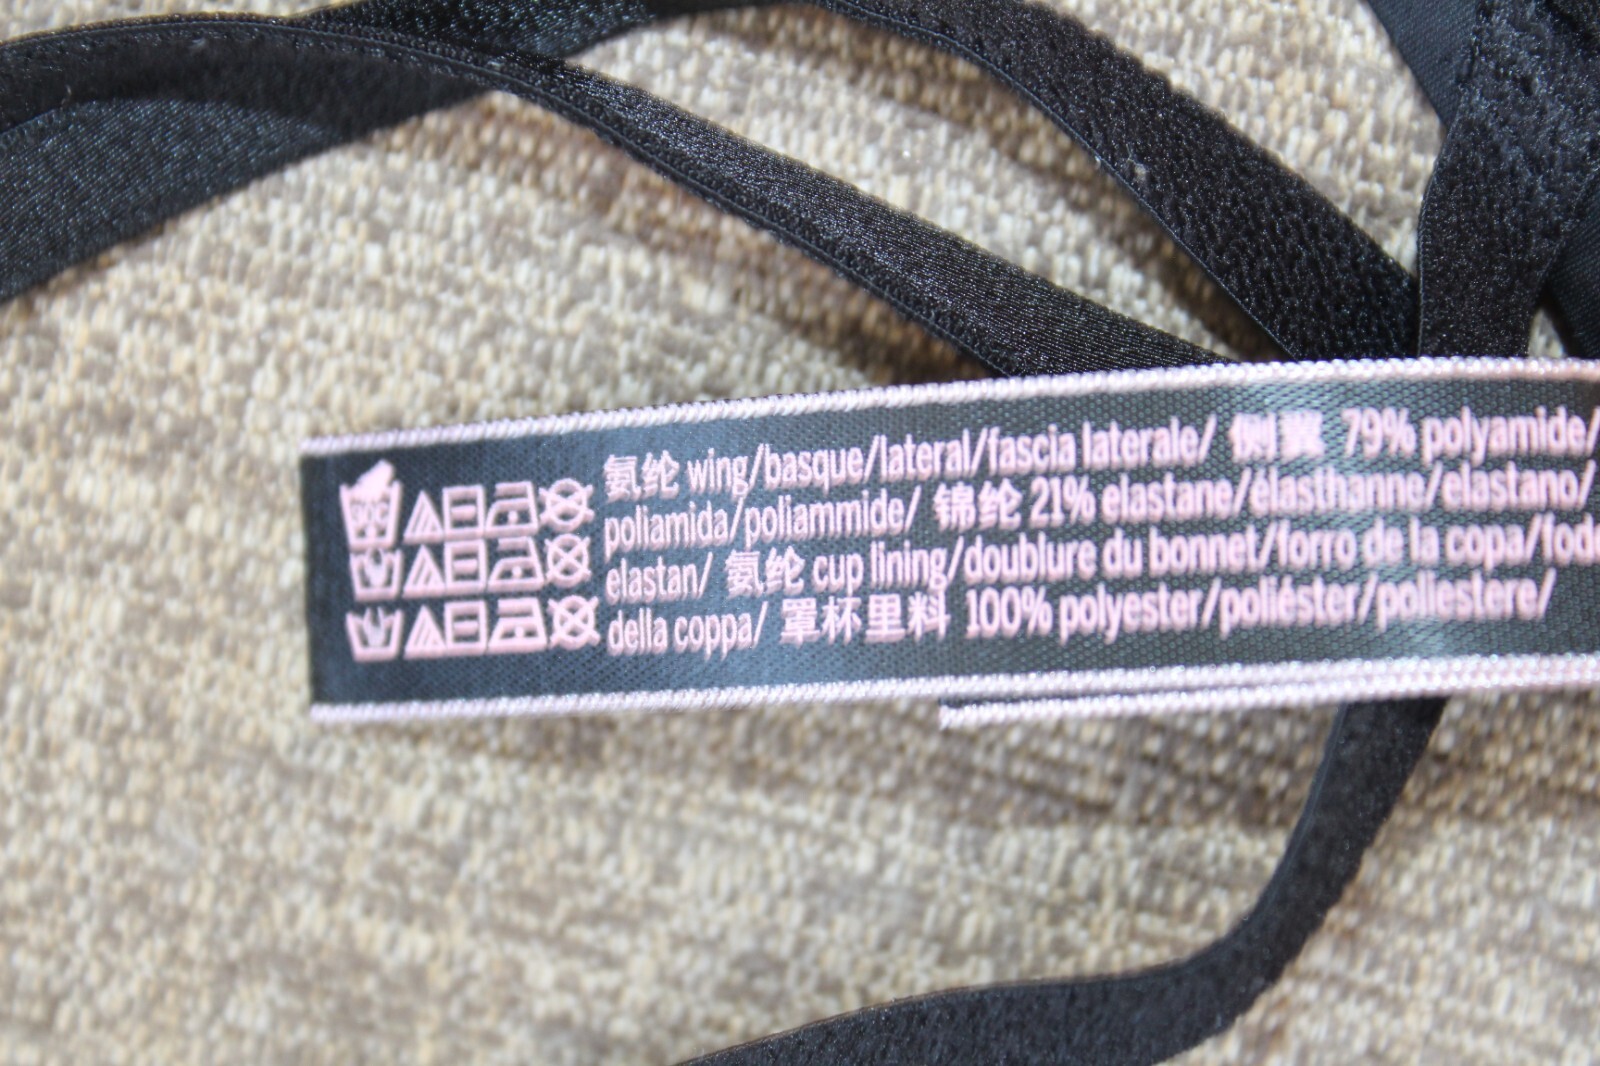 氨纶 wing/basque/lateral/fascia laterale/ 侧翼 79% polyamide/
poliamida/poliammide/ 锦纶 21% elastane/élasthanne/elastano/
elastan/ 氨纶 cup lining/doublure du bonnet/forro de la copa/fode
della coppa/ 罩杯里料 100% polyester/poliéster/poliestere/